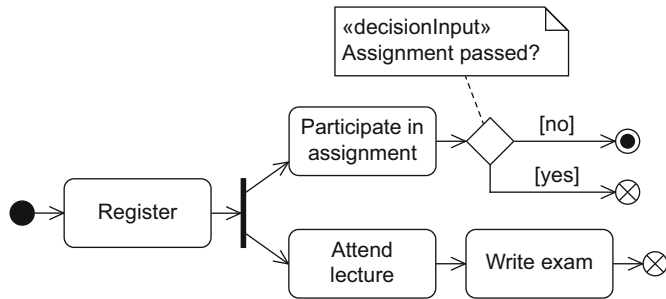 «decisionInput»
Assignment passed?
Participate in
assignment
[no]
[yes]
Register
Attend
lecture
Write exam